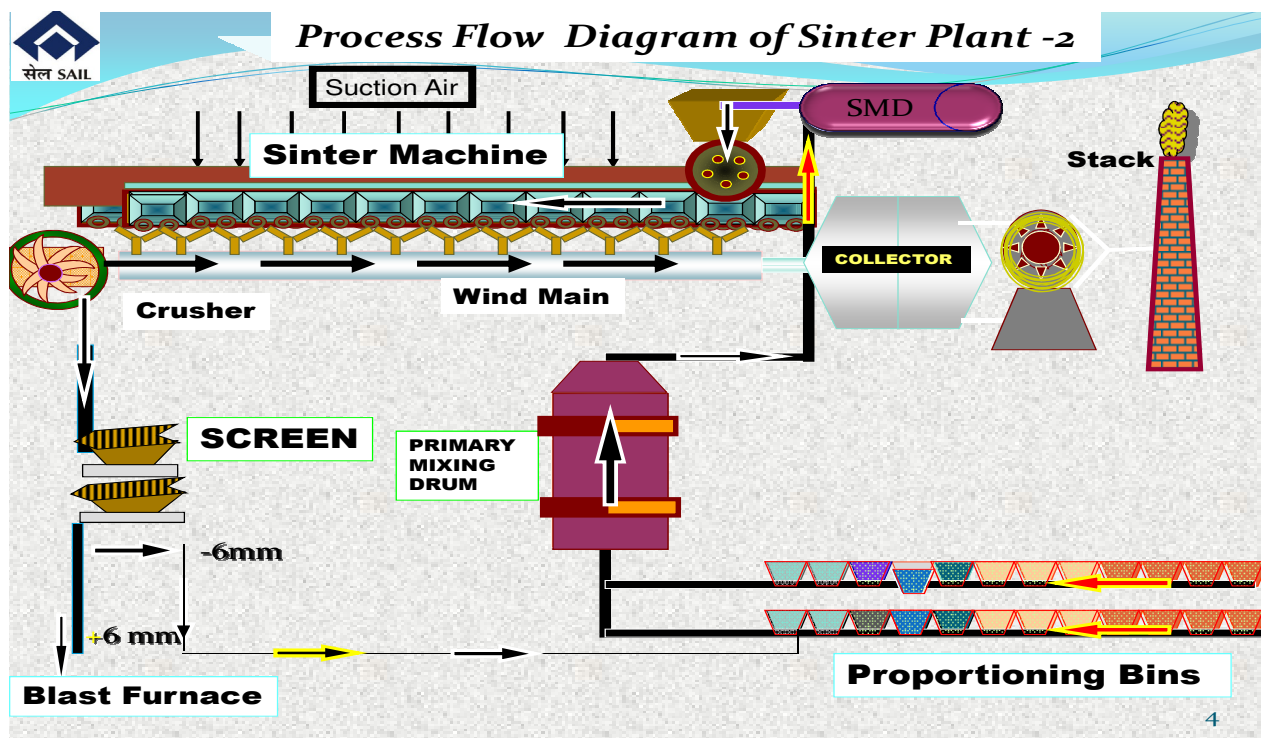 Process Flow Diagram of Sinter Plant -2
सेल SAIL
Suction Air
SMD
Sinter Machine
Stack
COLLECTOR
Wind Main
Crusher
SCREEN
PRIMARY
MIXING
DRUM
-6mm
+6 mm
Proportioning Bins
Blast Furnace
4